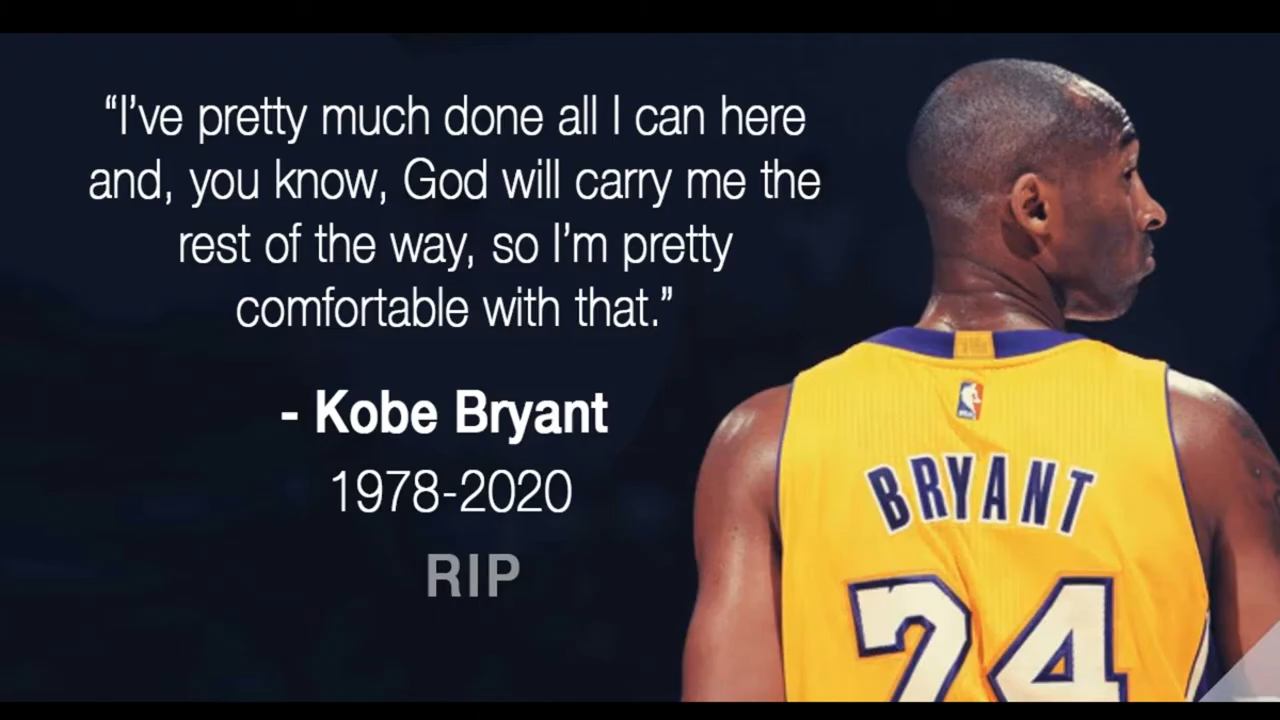 “I’ve pretty much done all I can here
and, you know, God will carry me the
rest of the way, so I’m pretty
comfortable with that.”
- Kobe Bryant
1978-2020
RIP
BRYANT
24